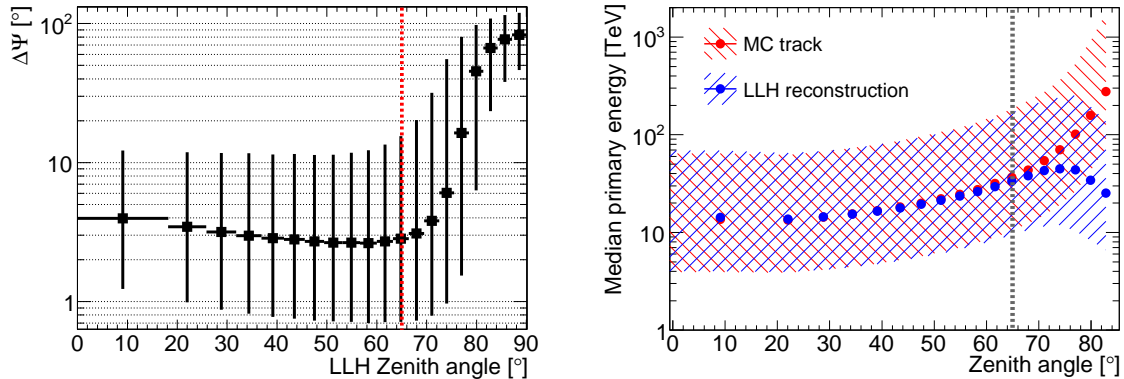 ΔΨ [°]
10²
10
1
0 10 20 30 40 50 60 70 80 90
LLH Zenith angle [°]
Median primary energy [TeV]
10³
10²
10
1
MC track
LLH reconstruction
0 10 20 30 40 50 60 70 80
Zenith angle [°]